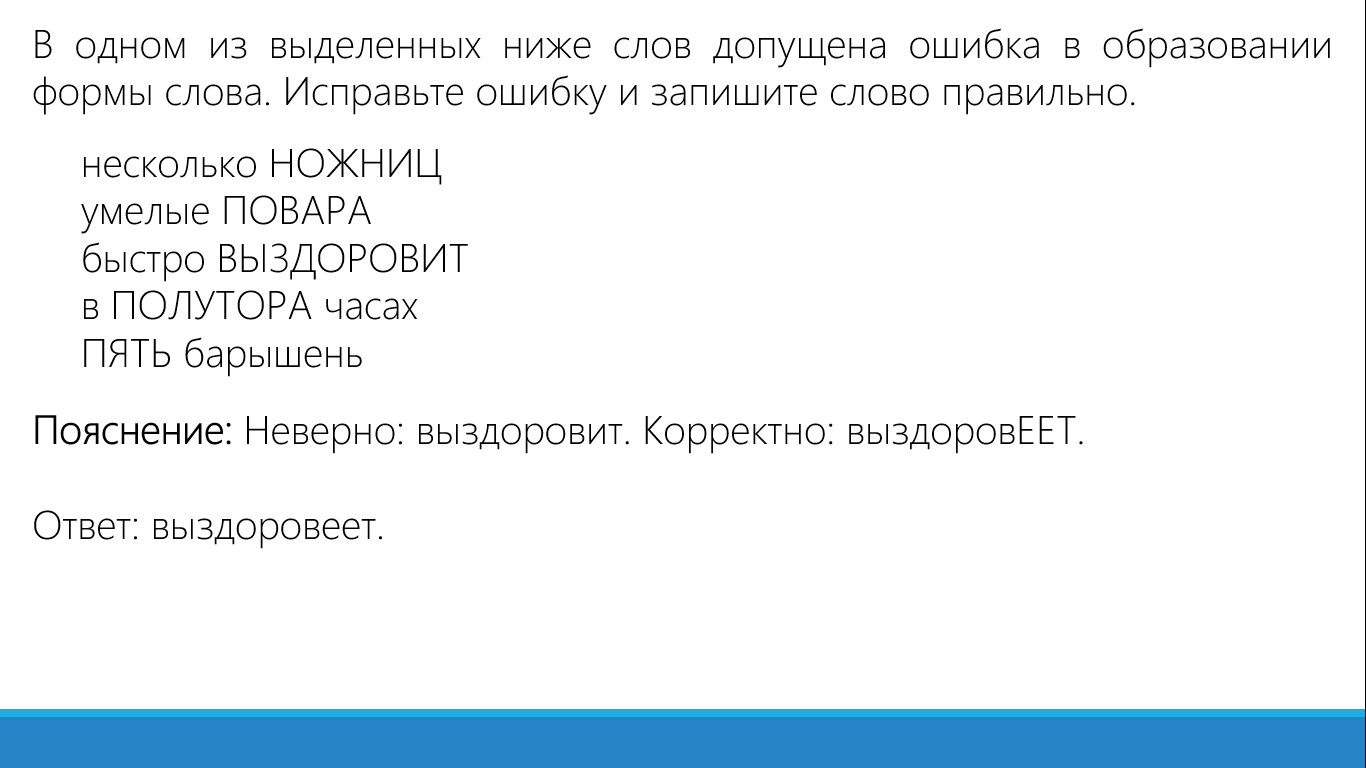 В одном из выделенных ниже слов допущена ошибка в образовании
формы слова. Исправьте ошибку и запишите слово правильно.
несколько НОЖНИЦ
умелые ПОВАРА
быстро ВЫЗДОРОВИТ
в ПОЛУТОРА часах
ПЯТЬ барышень
Пояснение: Неверно: выздоровит. Корректно: выздоровЕЕТ.
Ответ: выздоровеет.